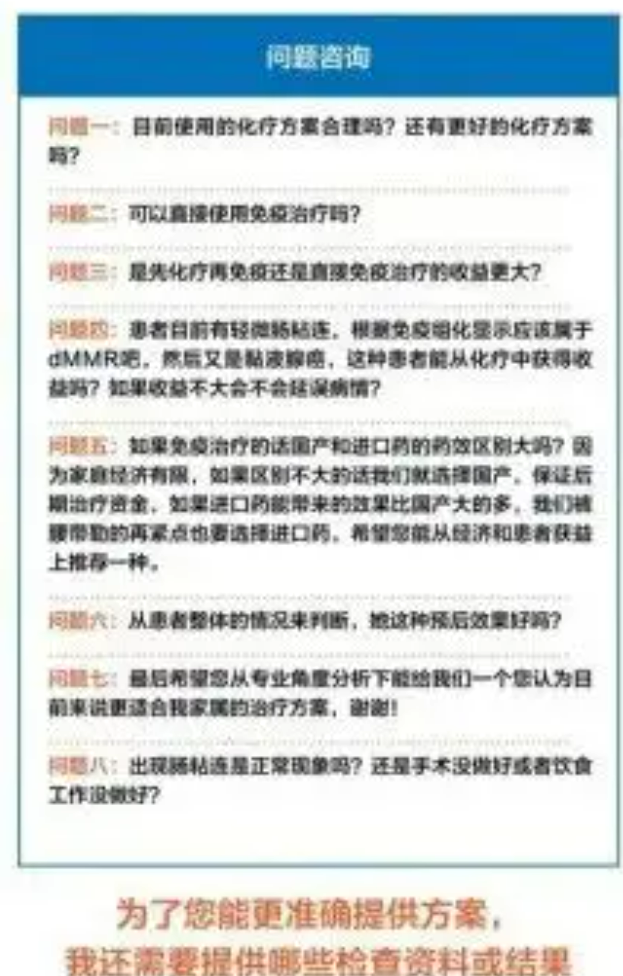 问题咨询
问题一：目前使用的化疗方案合理吗？还有更好的化疗方案
吗？
问题二：可以直接使用免疫治疗吗？
问题三：是先化疗再免疫还是直接免疫治疗的收益更大？
问题四：患者目前有轻微肠粘连，根据免疫组化显示应该属于
dMMR吧，然后又是黏液腺癌，这种患者能从化疗中获得收
益吗？如果收益不大会不会延误病情？
问题五：如果免疫治疗的话国产和进口药的药效区别大吗？因
为家庭经济有限，如果区别不大的话我们就选择国产，保证后
期治疗资金，如果进口药能带来的效果比国产大的多，我们裤
腰带勒的再紧点也要选择进口药，希望您能从经济和患者获益
上推荐一种。
问题六：从患者整体的情况来判断，她这种预后效果好吗？
问题七：最后希望您从专业角度分析下能给我们一个您认为目
前来说更适合我家属的治疗方案，谢谢！
问题八：出现肠粘连是正常现象吗？还是手术没做好或者饮食
工作没做好？
为了您能更准确提供方案，
我还需要提供哪些检查资料或结果